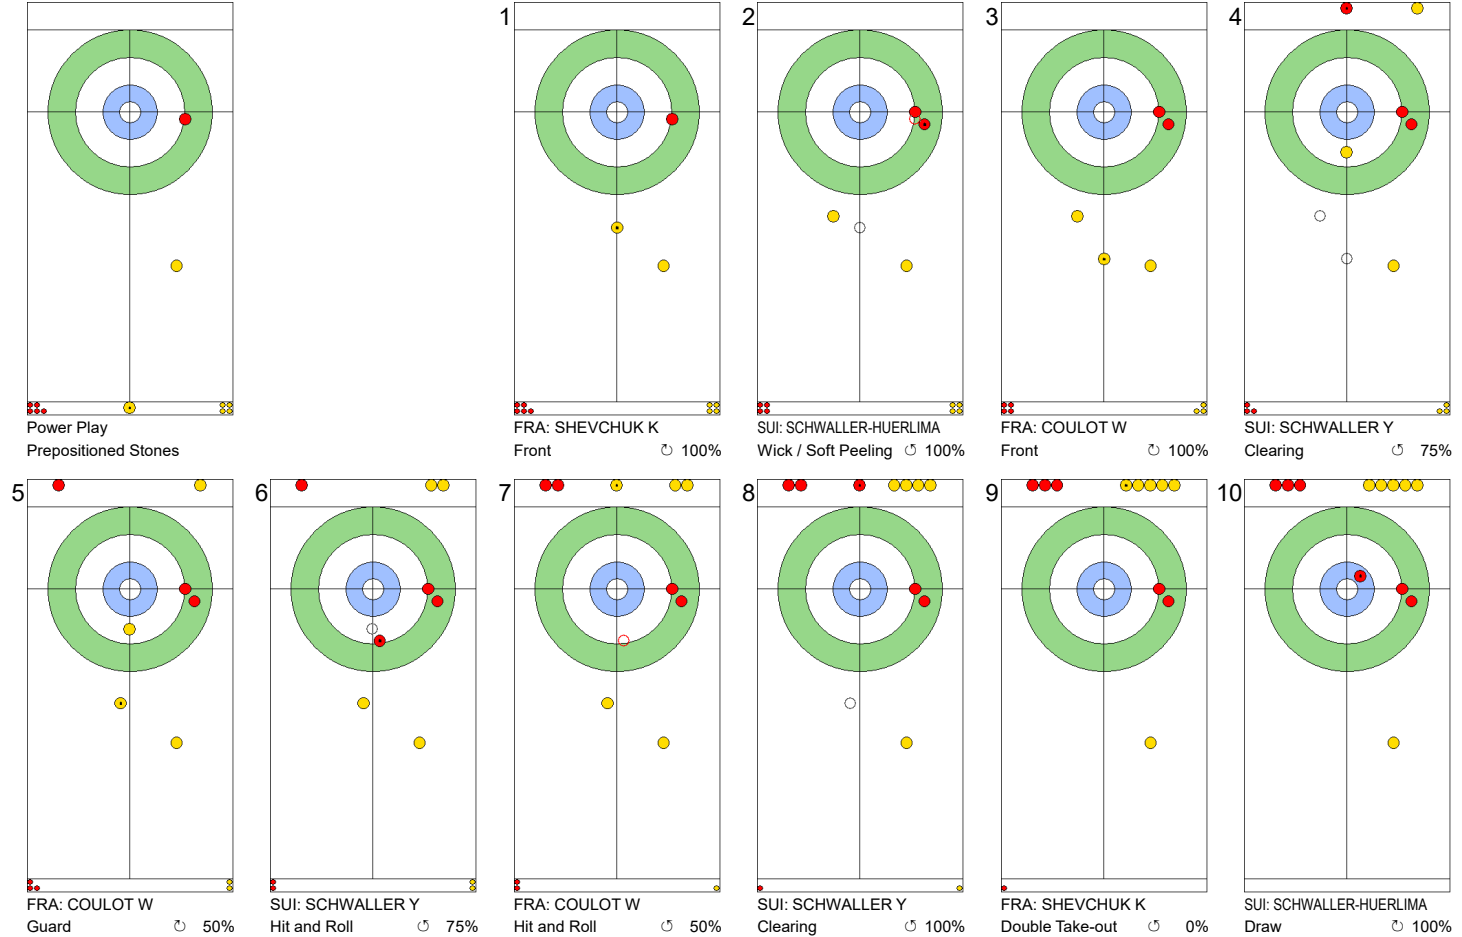 1
2
3
4
Power Play
Prepositioned Stones
FRA: SHEVCHUK K
Front 100%
SUI: SCHWALLER-HUERLIMA
Wick / Soft Peeling 100%
FRA: COULOT W
Front 100%
SUI: SCHWALLER Y
Clearing 75%
5
6
7
8
9
10
FRA: COULOT W
Guard 50%
SUI: SCHWALLER Y
Hit and Roll 75%
FRA: COULOT W
Hit and Roll 50%
SUI: SCHWALLER Y
Clearing 100%
FRA: SHEVCHUK K
Double Take-out 0%
SUI: SCHWALLER-HUERLIMA
Draw 100%